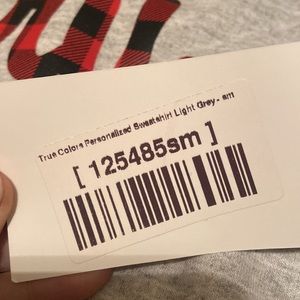 True Colors Personalized Sweatshirt Light Grey - sm
[ 125485sm ]